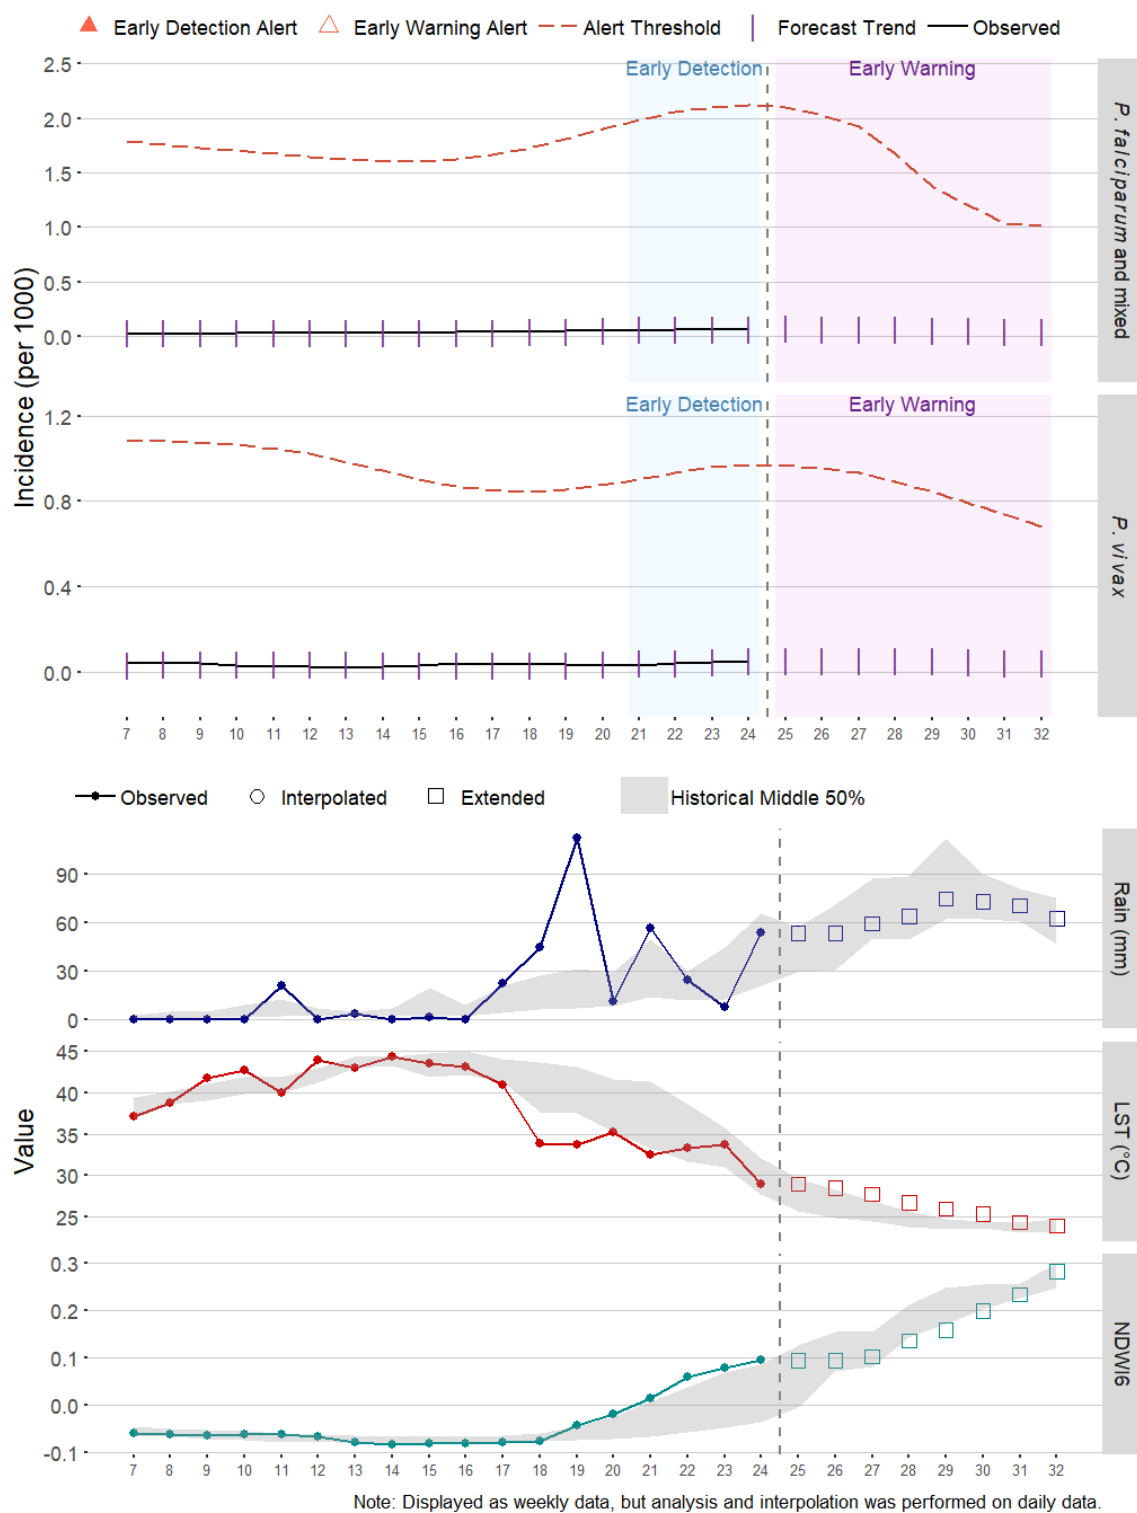 Early Detection Alert Early Warning Alert Alert Threshold Forecast Trend Observed
Early Detection Early Warning
2.5
2.0
1.5
1.0
0.5
0.0
P. falciparum and mixed
Incidence (per 1000)
Early Detection Early Warning
1.2
0.8
0.4
0.0
P. vivax
7 8 9 10 11 12 13 14 15 16 17 18 19 20 21 22 23 24 25 26 27 28 29 30 31 32
Observed Interpolated Extended Historical Middle 50%
90
60
30
0
Rain (mm)
Value
45
40
35
30
25
LST (°C)
0.3
0.2
0.1
0.0
-0.1
NDWI6
7 8 9 10 11 12 13 14 15 16 17 18 19 20 21 22 23 24 25 26 27 28 29 30 31 32
Note: Displayed as weekly data, but analysis and interpolation was performed on daily data.